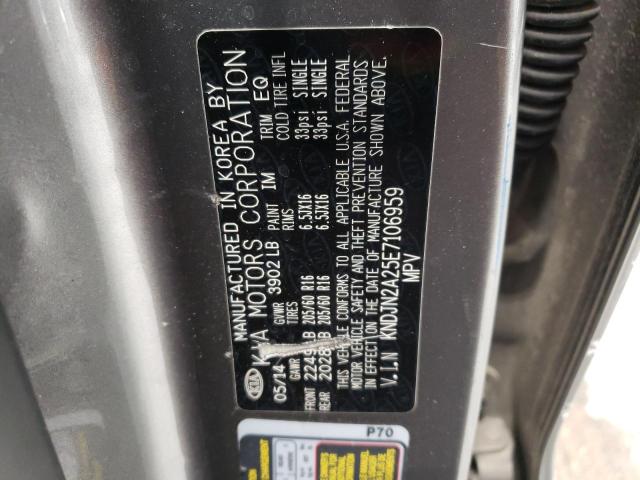 MANUFACTURED IN KOREA BY
KIA MOTORS CORPORATION
KIA
05/14 3902 LB PAINT IM TRIM EQ
GVWR
GAWR TIRES RIMS COLD TIRE INFL
FRONT 2249 LB 205/60 R16 6.5JX16 33psi SINGLE
REAR 2028 LB 205/60 R16 6.5JX16 33psi SINGLE
THIS VEHICLE CONFORMS TO ALL APPLICABLE U.S.A. FEDERAL
MOTOR VEHICLE SAFETY AND THEFT PREVENTION STANDARDS
IN EFFECT ON THE DATE OF MANUFACTURE SHOWN ABOVE.
V.I.N KNDJN2A25E7106959
MPV
P70